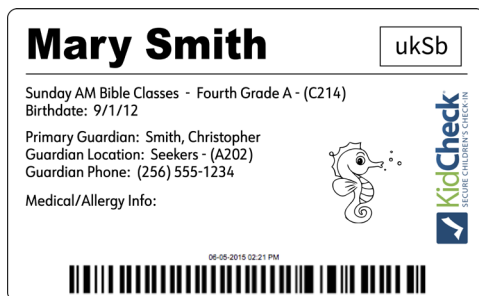 Mary Smith
ukSb
Sunday AM Bible Classes - Fourth Grade A - (C214)
Birthdate: 9/1/12
Primary Guardian: Smith, Christopher
Guardian Location: Seekers - (A202)
Guardian Phone: (256) 555-1234
Medical/Allergy Info:
KidCheck™
SECURE CHILDREN'S CHECK-IN
06-05-2015 02:21 PM